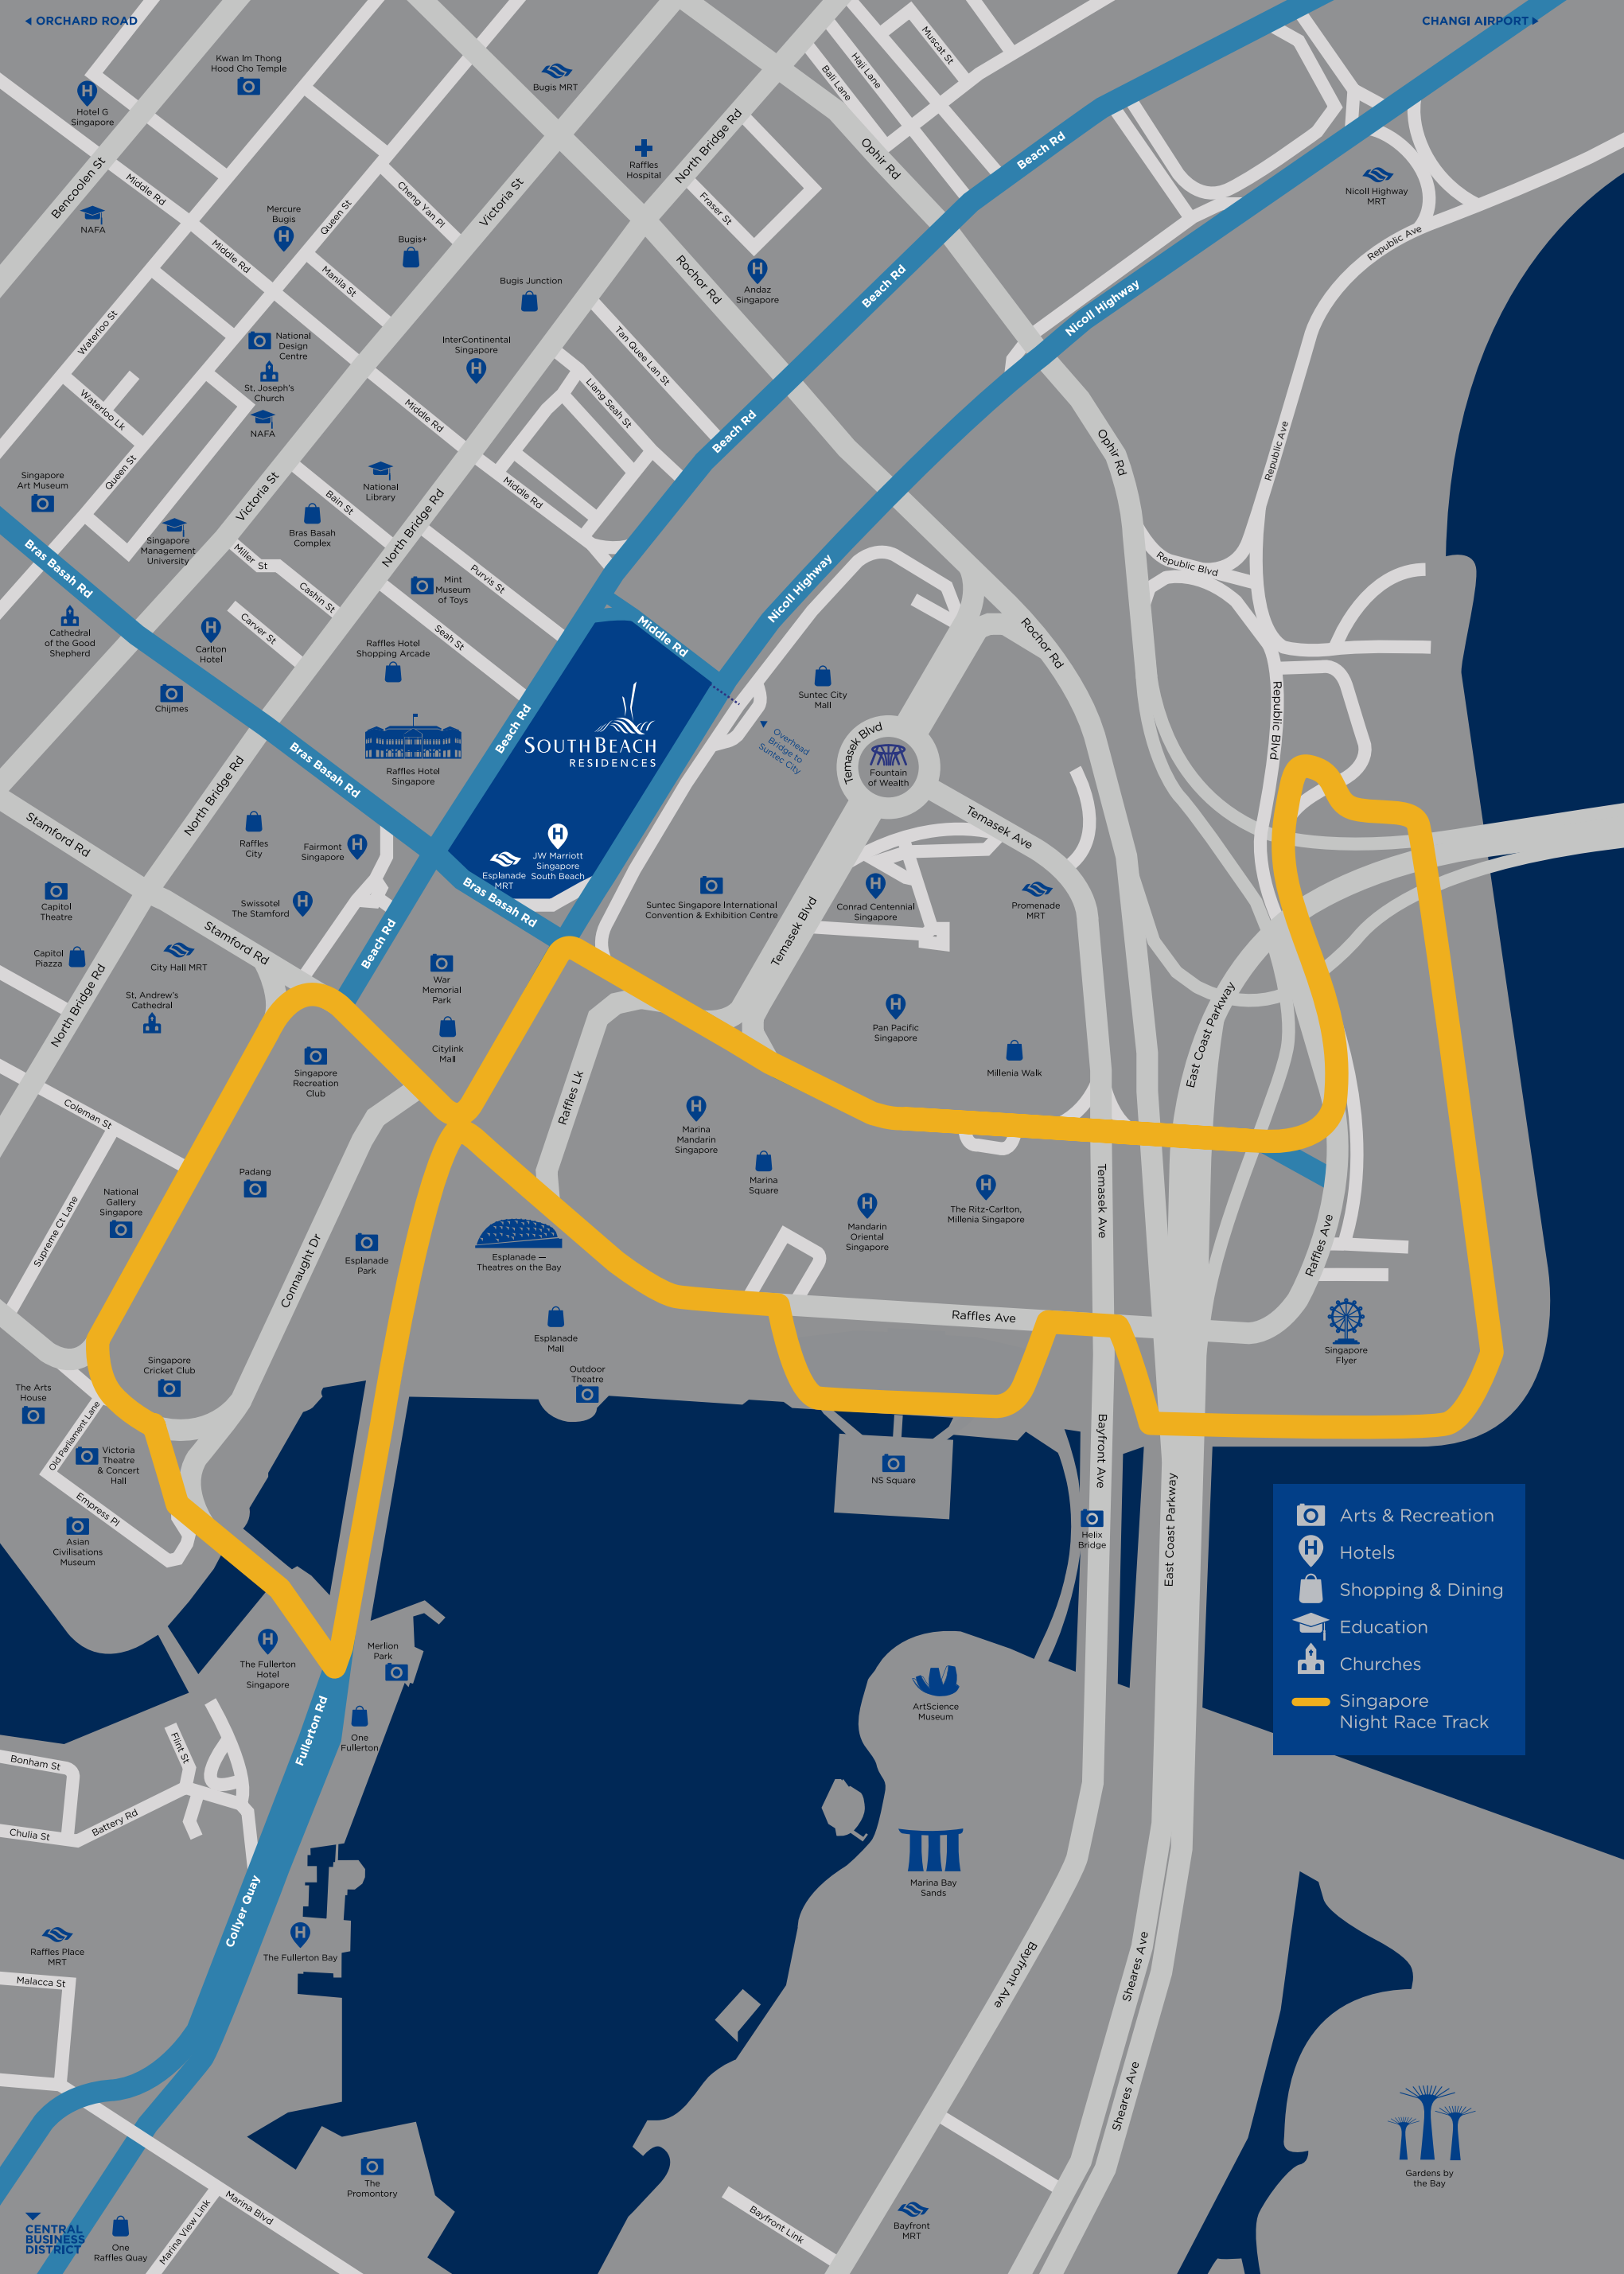 ORCHARD ROAD
CHANGI AIRPORT
Kwan Im Thong
Hood Cho Temple
Bugis MRT
Muscat St
Haji Lane
Bali Lane
Hotel G
Singapore
Bencoolen St
Middle Rd
NAFA
Mercure
Bugis
Queen St
Cheng Yan Pl
Victoria St
Raffles
Hospital
North Bridge Rd
Fraser St
Ophir Rd
Beach Rd
Nicoll Highway
MRT
Republic Ave
Middle Rd
Manila St
Bugis+
Bugis Junction
Rochor Rd
Andaz
Singapore
Beach Rd
Nicoll Highway
Waterloo St
National
Design
Centre
St. Joseph's
Church
NAFA
InterContinental
Singapore
Tan Quee Lan St
Liang Seah St
Waterloo Lk
Queen St
Middle Rd
Beach Rd
Ophir Rd
Republic Ave
Singapore
Art Museum
Victoria St
National
Library
Bain St
Middle Rd
North Bridge Rd
Singapore
Management
University
Bras Basah
Complex
Bras Basah Rd
Miller St
Cashin St
Carver St
Mint
Museum
of Toys
Purvis St
Seah St
Nicoll Highway
Republic Blvd
Cathedral
of the Good
Shepherd
Carlton
Hotel
Raffles Hotel
Shopping Arcade
Middle Rd
Rochor Rd
Chijmes
Beach Rd
SOUTHBEACH
RESIDENCES
Suntec City
Mall
Overhead
Bridge to
Suntec City
Temasek Blvd
Fountain
of Wealth
Republic Blvd
Bras Basah Rd
Raffles Hotel
Singapore
North Bridge Rd
Stamford Rd
Raffles
City
Fairmont
Singapore
Esplanade
MRT
JW Marriott
Singapore
South Beach
Bras Basah Rd
Temasek Ave
Capitol
Theatre
Swissotel
The Stamford
Suntec Singapore International
Convention & Exhibition Centre
Conrad Centennial
Singapore
Promenade
MRT
Temasek Blvd
Stamford Rd
Beach Rd
Capitol
Piazza
City Hall MRT
War
Memorial
Park
St. Andrew's
Cathedral
North Bridge Rd
Citylink
Mall
Pan Pacific
Singapore
Millenia Walk
East Coast Parkway
Singapore
Recreation
Club
Raffles Lk
Coleman St
Marina
Mandarin
Singapore
Marina
Square
Padang
National
Gallery
Singapore
Supreme Ct Lane
Connaught Dr
Esplanade
Park
Esplanade —
Theatres on the Bay
Mandarin
Oriental
Singapore
The Ritz-Carlton,
Millenia Singapore
Temasek Ave
Raffles Ave
Raffles Ave
Singapore
Flyer
Esplanade
Mall
Singapore
Cricket Club
Outdoor
Theatre
The Arts
House
Old Parliament Lane
Victoria
Theatre
& Concert
Hall
Empress Pl
Asian
Civilisations
Museum
NS Square
Bayfront Ave
Helix
Bridge
East Coast Parkway
Arts & Recreation
Hotels
Shopping & Dining
Education
Churches
Singapore
Night Race Track
The Fullerton
Hotel
Singapore
Merlion
Park
Fullerton Rd
One
Fullerton
ArtScience
Museum
Flint St
Bonham St
Chulia St
Battery Rd
Marina Bay
Sands
Collyer Quay
Raffles Place
MRT
The Fullerton Bay
Malacca St
Bayfront Ave
Sheares Ave
Sheares Ave
Gardens by
the Bay
The
Promontory
Marina Blvd
Marina View Link
Bayfront Link
Bayfront
MRT
CENTRAL
BUSINESS
DISTRICT
One
Raffles Quay